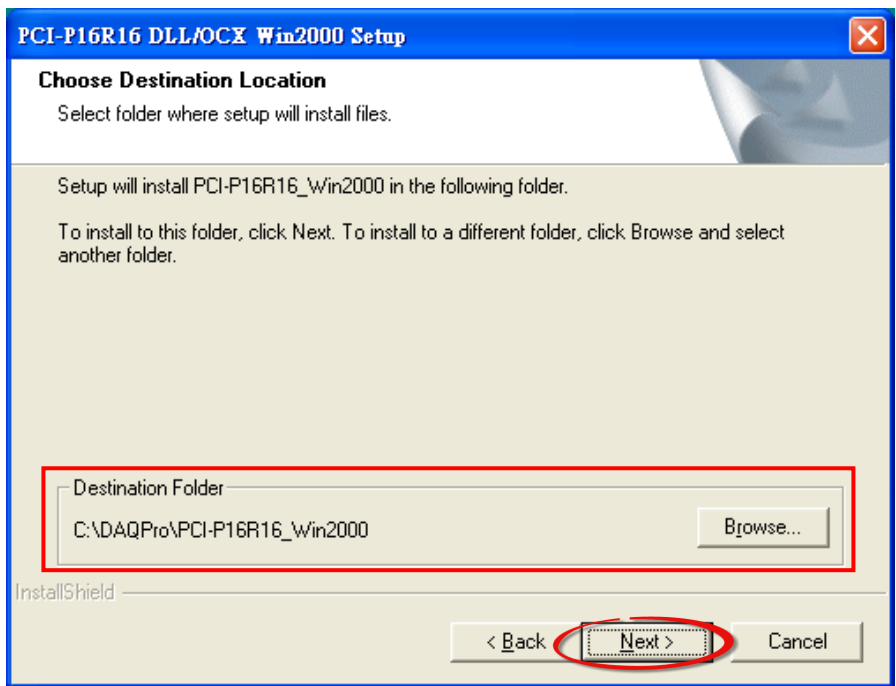 PCI-P16R16 DLL/OCX Win2000 Setup
Choose Destination Location
Select folder where setup will install files.
Setup will install PCI-P16R16_Win2000 in the following folder.
To install to this folder, click Next. To install to a different folder, click Browse and select
another folder.
Destination Folder
C:\DAQPro\PCI-P16R16_Win2000
Browse...
InstallShield
< Back
Next >
Cancel